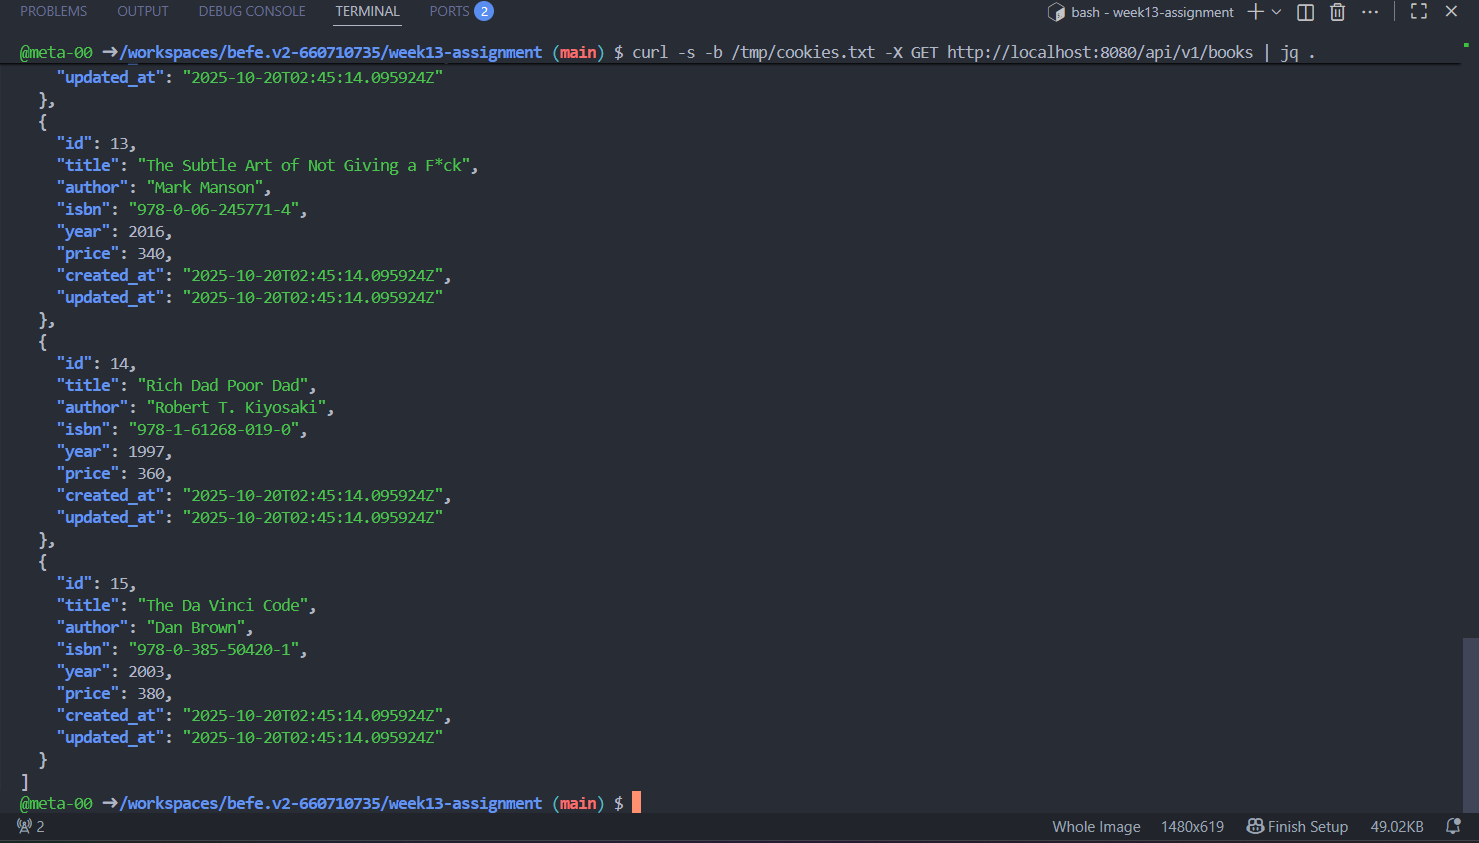 PROBLEMS OUTPUT DEBUG CONSOLE TERMINAL PORTS 2 bash - week13-assignment
@meta-00 ➜/workspaces/befe.v2-660710735/week13-assignment (main) $ curl -s -b /tmp/cookies.txt -X GET http://localhost:8080/api/v1/books | jq .
    "updated_at": "2025-10-20T02:45:14.095924Z"
  },
  {
    "id": 13,
    "title": "The Subtle Art of Not Giving a F*ck",
    "author": "Mark Manson",
    "isbn": "978-0-06-245771-4",
    "year": 2016,
    "price": 340,
    "created_at": "2025-10-20T02:45:14.095924Z",
    "updated_at": "2025-10-20T02:45:14.095924Z"
  },
  {
    "id": 14,
    "title": "Rich Dad Poor Dad",
    "author": "Robert T. Kiyosaki",
    "isbn": "978-1-61268-019-0",
    "year": 1997,
    "price": 360,
    "created_at": "2025-10-20T02:45:14.095924Z",
    "updated_at": "2025-10-20T02:45:14.095924Z"
  },
  {
    "id": 15,
    "title": "The Da Vinci Code",
    "author": "Dan Brown",
    "isbn": "978-0-385-50420-1",
    "year": 2003,
    "price": 380,
    "created_at": "2025-10-20T02:45:14.095924Z",
    "updated_at": "2025-10-20T02:45:14.095924Z"
  }
]
@meta-00 ➜/workspaces/befe.v2-660710735/week13-assignment (main) $
2 Whole Image 1480x619 Finish Setup 49.02KB